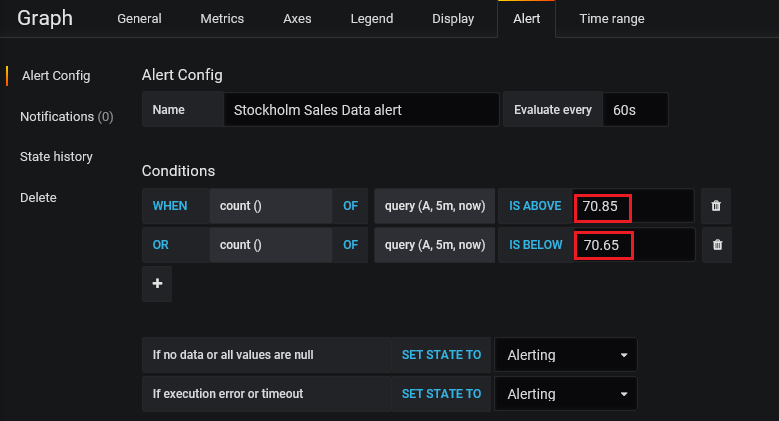 Graph General Metrics Axes Legend Display Alert Time range
Alert Config
Notifications (0)
State history
Delete
Alert Config
Name Stockholm Sales Data alert Evaluate every 60s
Conditions
WHEN count () OF query (A, 5m, now) IS ABOVE 70.85
OR count () OF query (A, 5m, now) IS BELOW 70.65
+
If no data or all values are null SET STATE TO Alerting
If execution error or timeout SET STATE TO Alerting